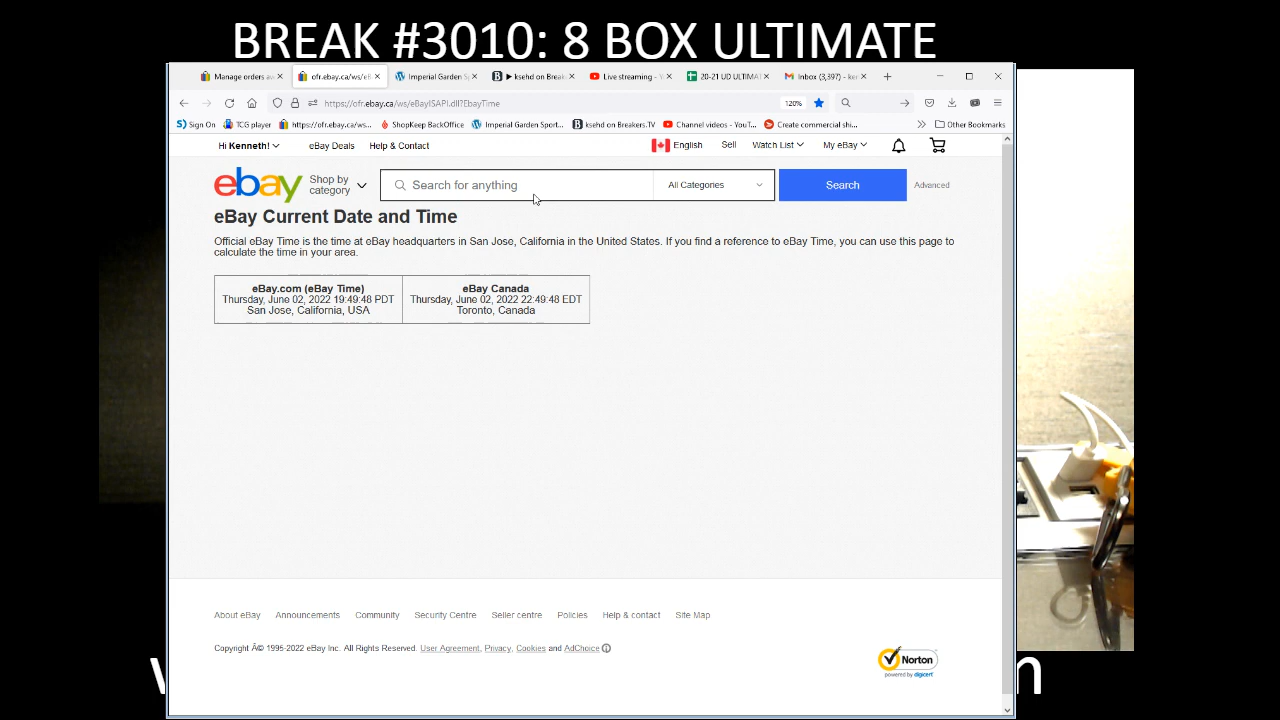 BREAK #3010: 8 BOX ULTIMATE
Manage orders aw
ofr.ebay.ca/ws/eB
Imperial Garden Sp
ksehd on Breake
Live streaming - Y
20-21 UD ULTIMAT
Inbox (3,397) - ken
https://ofr.ebay.ca/ws/eBayISAPI.dll?EbayTime
120%
Sign On
TCG player
https://ofr.ebay.ca/ws...
ShopKeep BackOffice
Imperial Garden Sport...
ksehd on Breakers.TV
Channel videos - YouT...
Create commercial shi...
Other Bookmarks
Hi Kenneth!
eBay Deals
Help & Contact
English
Sell
Watch List
My eBay
ebay
Shop by
category
Search for anything
All Categories
Search
Advanced
eBay Current Date and Time
Official eBay Time is the time at eBay headquarters in San Jose, California in the United States. If you find a reference to eBay Time, you can use this page to
calculate the time in your area.
eBay.com (eBay Time)
Thursday, June 02, 2022 19:49:48 PDT
San Jose, California, USA
eBay Canada
Thursday, June 02, 2022 22:49:48 EDT
Toronto, Canada
About eBay
Announcements
Community
Security Centre
Seller centre
Policies
Help & contact
Site Map
Copyright Â© 1995-2022 eBay Inc. All Rights Reserved. User Agreement, Privacy, Cookies and AdChoice
Norton
powered by digicert